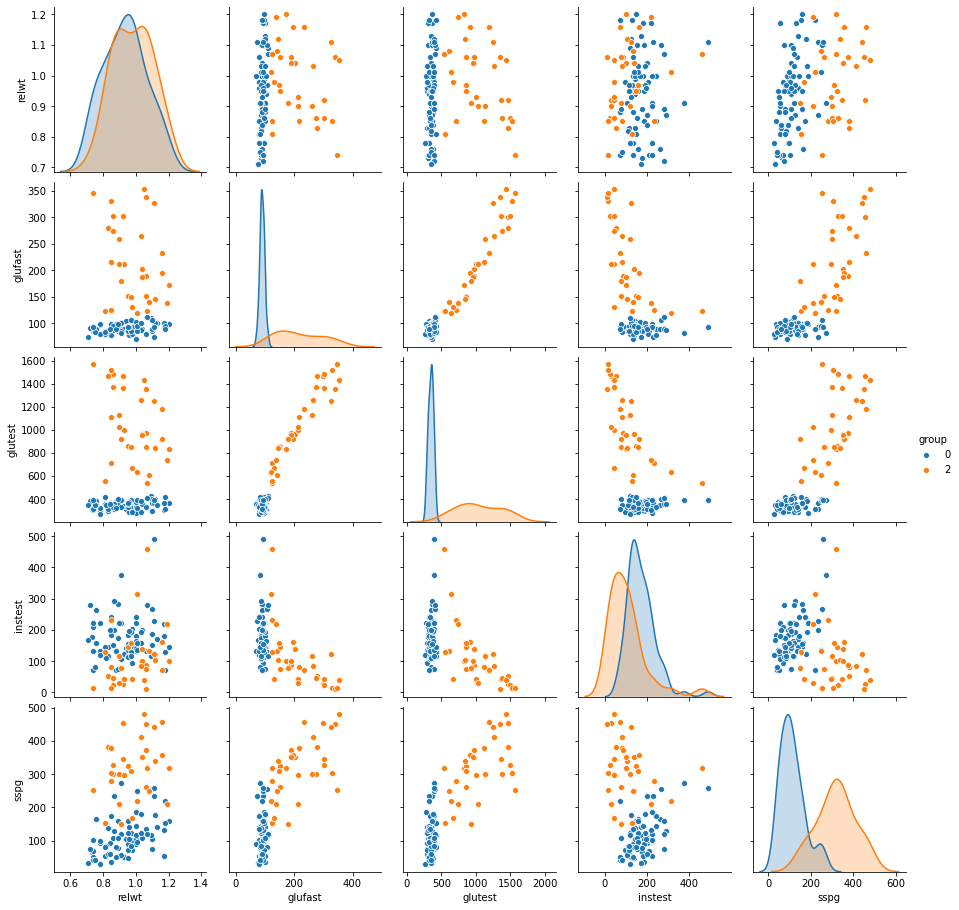 1.2
1.1
1.0
0.9
0.8
0.7
relwt
350
300
250
200
150
100
glufast
1600
1400
1200
1000
800
600
400
glutest
group
0
2
500
400
300
200
100
0
instest
500
400
300
200
100
sspg
0.6 0.8 1.0 1.2 1.4
relwt
0 200 400
glufast
0 500 1000 1500 2000
glutest
0 200 400
instest
0 200 400 600
sspg